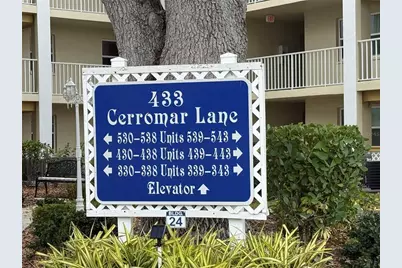 433
Cerromar Lane
← 530-538 Units 539-543 →
← 430-438 Units 439-443 →
← 330-338 Units 339-343 →
Elevator ↑
BLDG
24